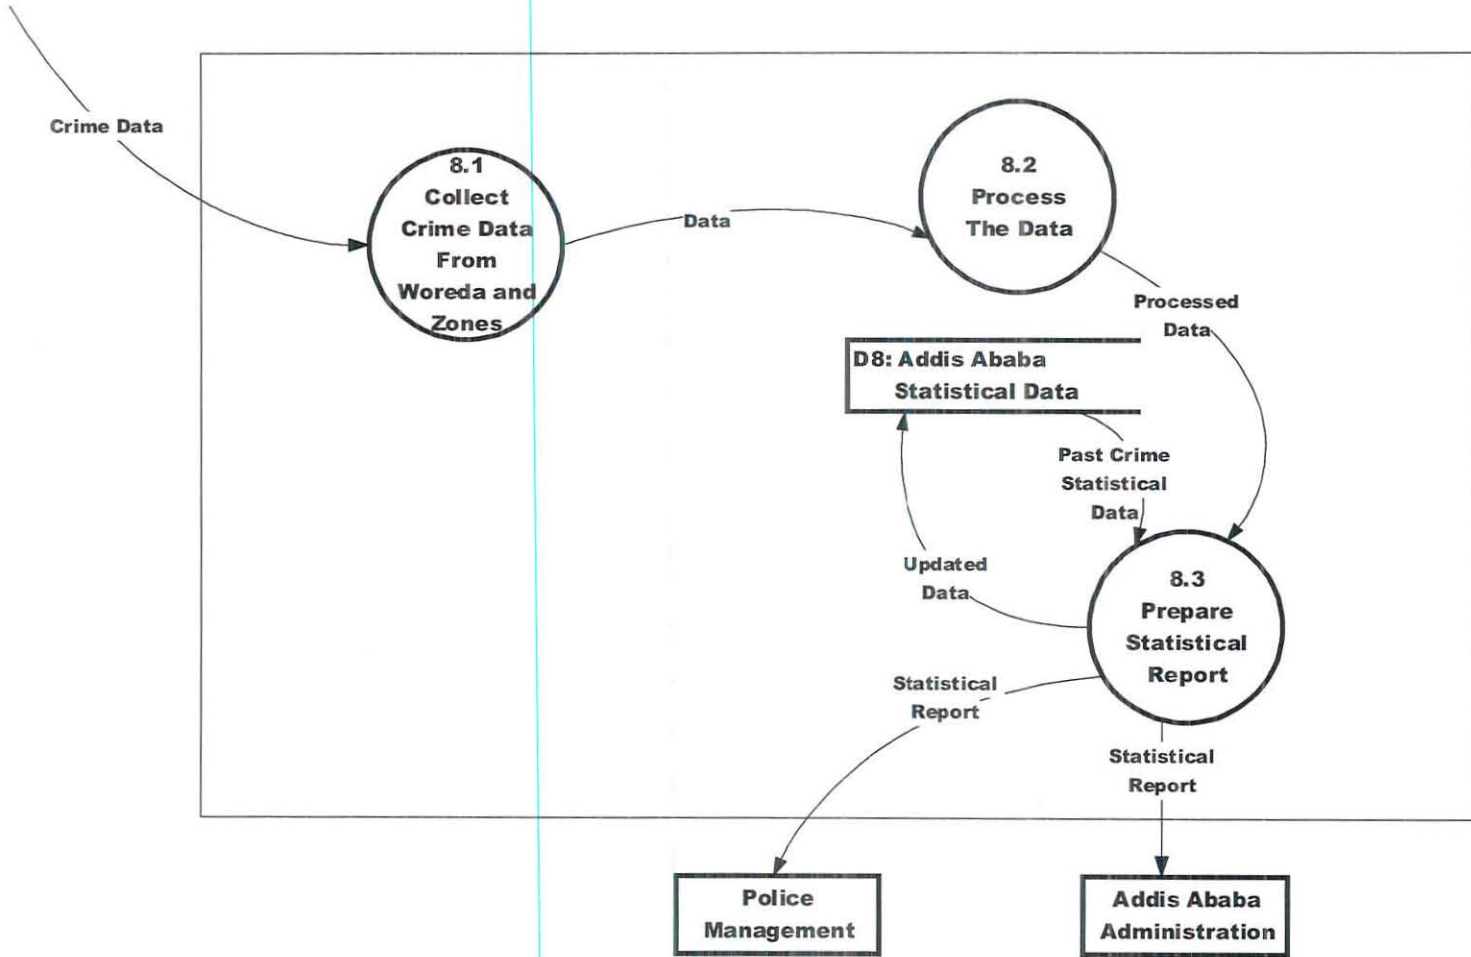 Crime Data
8.1
Collect
Crime Data
From
Woreda and
Zones
Data
8.2
Process
The Data
Processed
Data
D8: Addis Ababa
Statistical Data
Past Crime
Statistical
Data
Updated
Data
8.3
Prepare
Statistical
Report
Statistical
Report
Statistical
Report
Police
Management
Addis Ababa
Administration